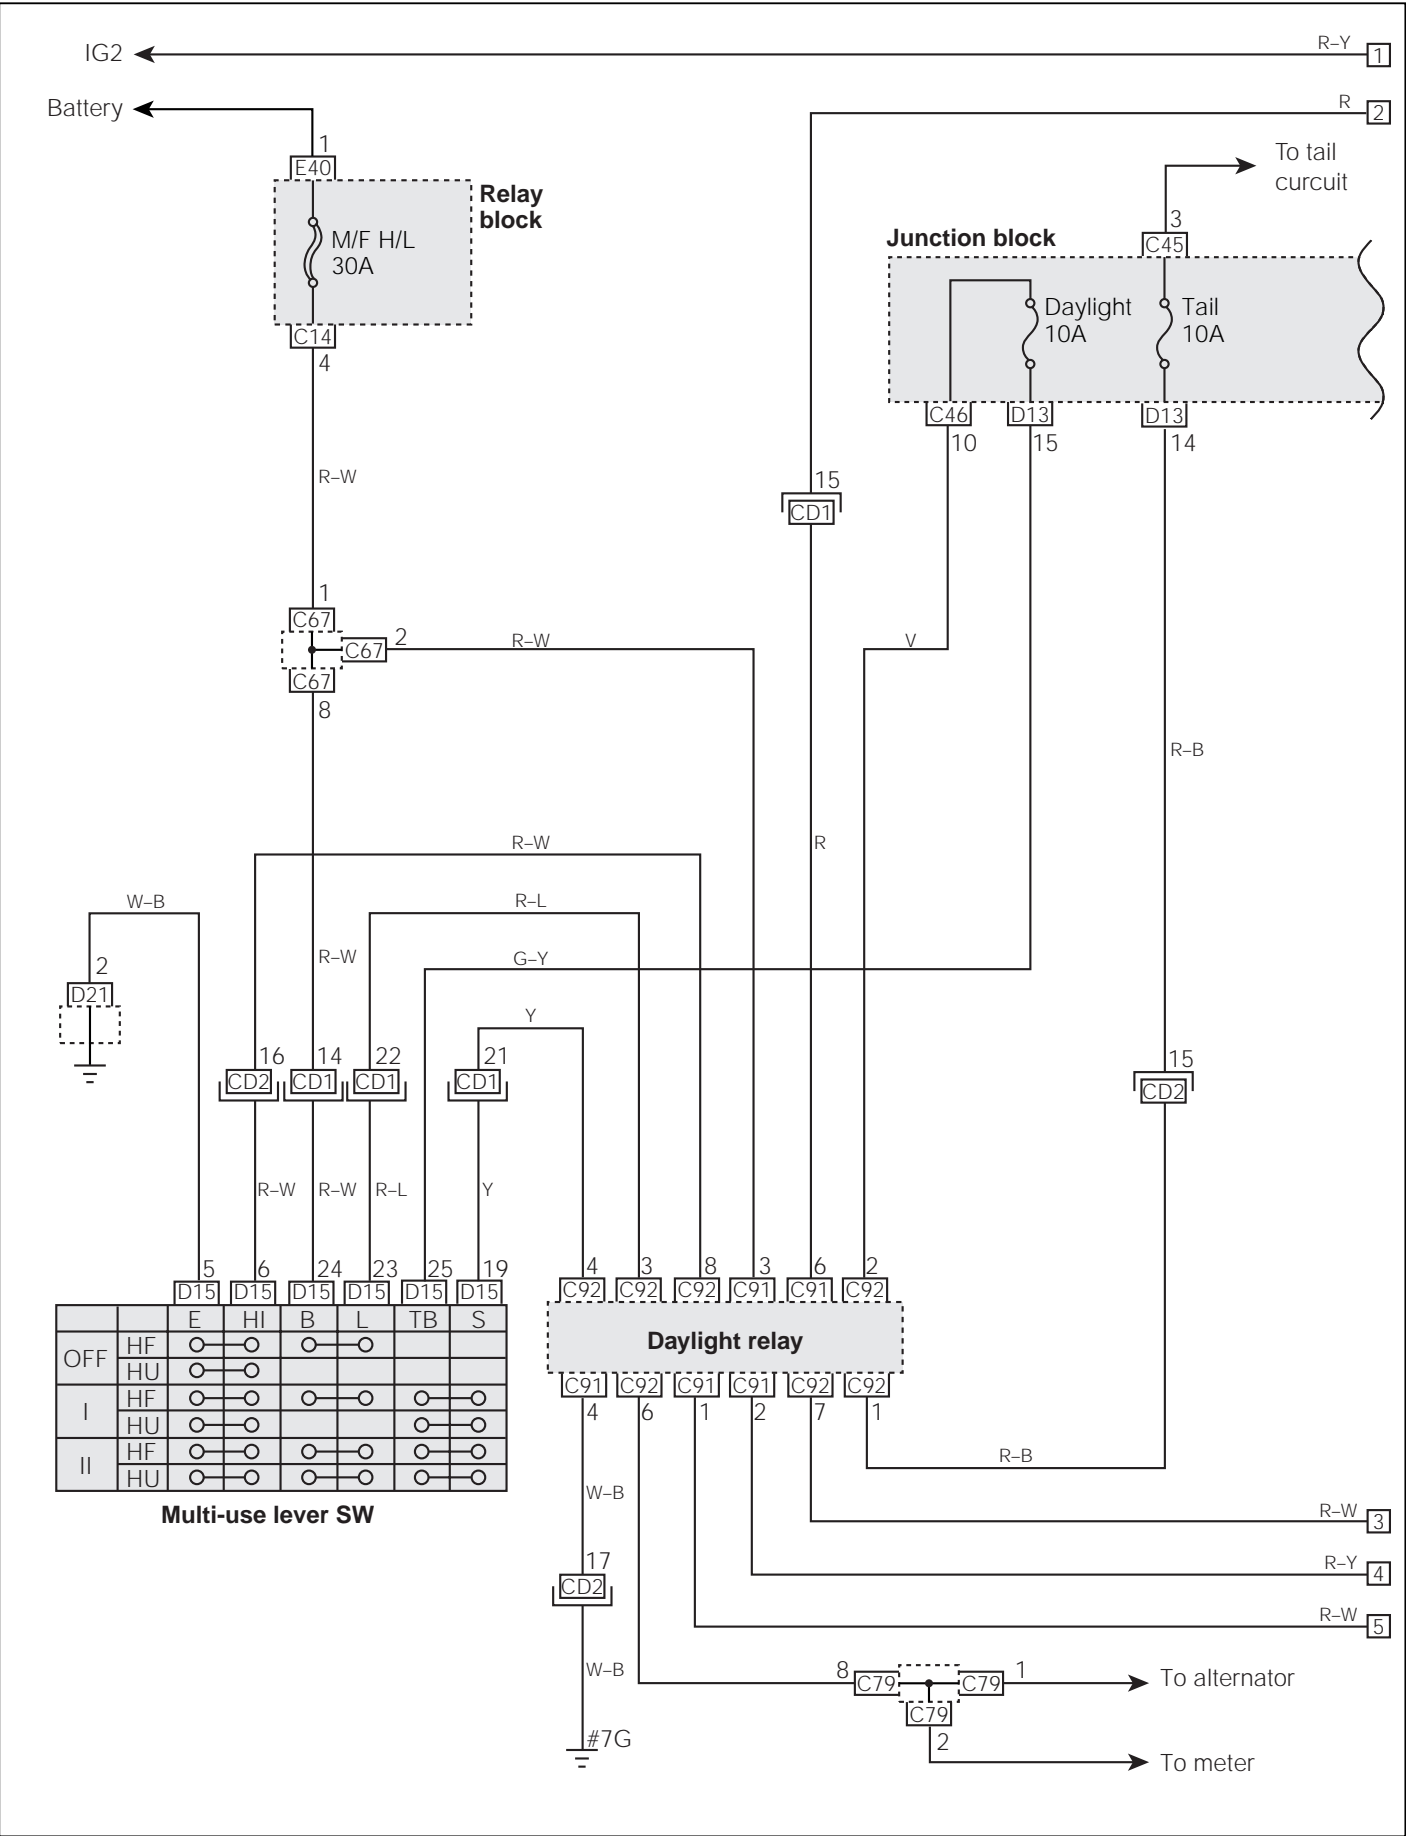 IG2
R–Y
1
Battery
R
2
1
E40
To tail
curcuit
Relay
block
3
C45
Junction block
M/F H/L
30A
Daylight
10A
Tail
10A
C14
4
C46
D13
D13
10
15
14
R–W
15
CD1
1
C67
C67
2
R–W
V
C67
8
R–B
R–W
R
W–B
R–L
R–W
G–Y
2
D21
Y
16
14
22
21
15
CD2
CD1
CD1
CD1
CD2
R–W
R–W
R–L
Y
5
6
24
23
25
19
4
3
8
3
6
2
D15
D15
D15
D15
D15
D15
C92
C92
C92
C91
C91
C92
E
HI
B
L
TB
S
Daylight relay
OFF
HF
HU
I
HF
HU
II
HF
HU
C91
C92
C91
C91
C92
C92
4
6
1
2
7
1
R–B
Multi-use lever SW
W–B
R–W
3
17
CD2
R–Y
4
R–W
5
W–B
8
C79
C79
1
To alternator
C79
2
#7G
To meter